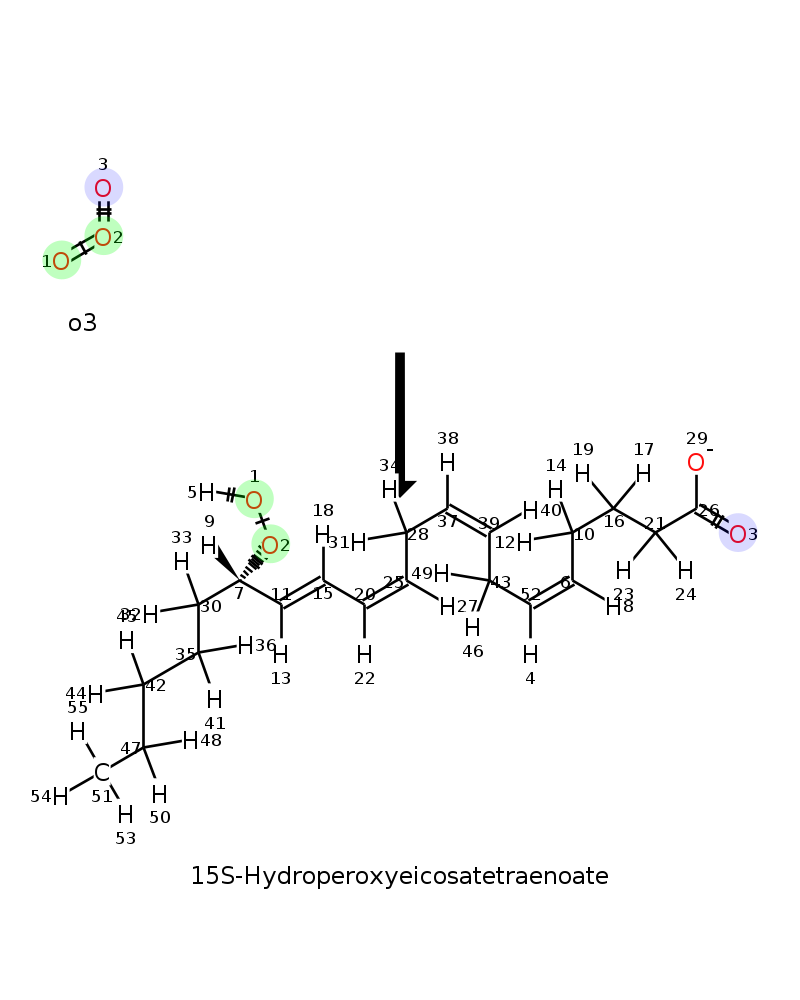 3
O
O 2
1 O
o3
29
O -
38
H
19 17
H H
34 14
H H
26
1
5 H O
18
9
H
33 H
H O 2
31 H
28
37
39
H 40
12 H
10
16
21
O 3
7
11
15
20
25
49 H
43
52
6
H 27
H 8
23
H
H
24
32 H
30
45
H
35
H 36
H
13
H
22
H
46
H
4
44 H
42
H
41
55
H
47
H 48
C
51
54 H
H
53
H
50
15S-Hydroperoxyeicosatetraenoate